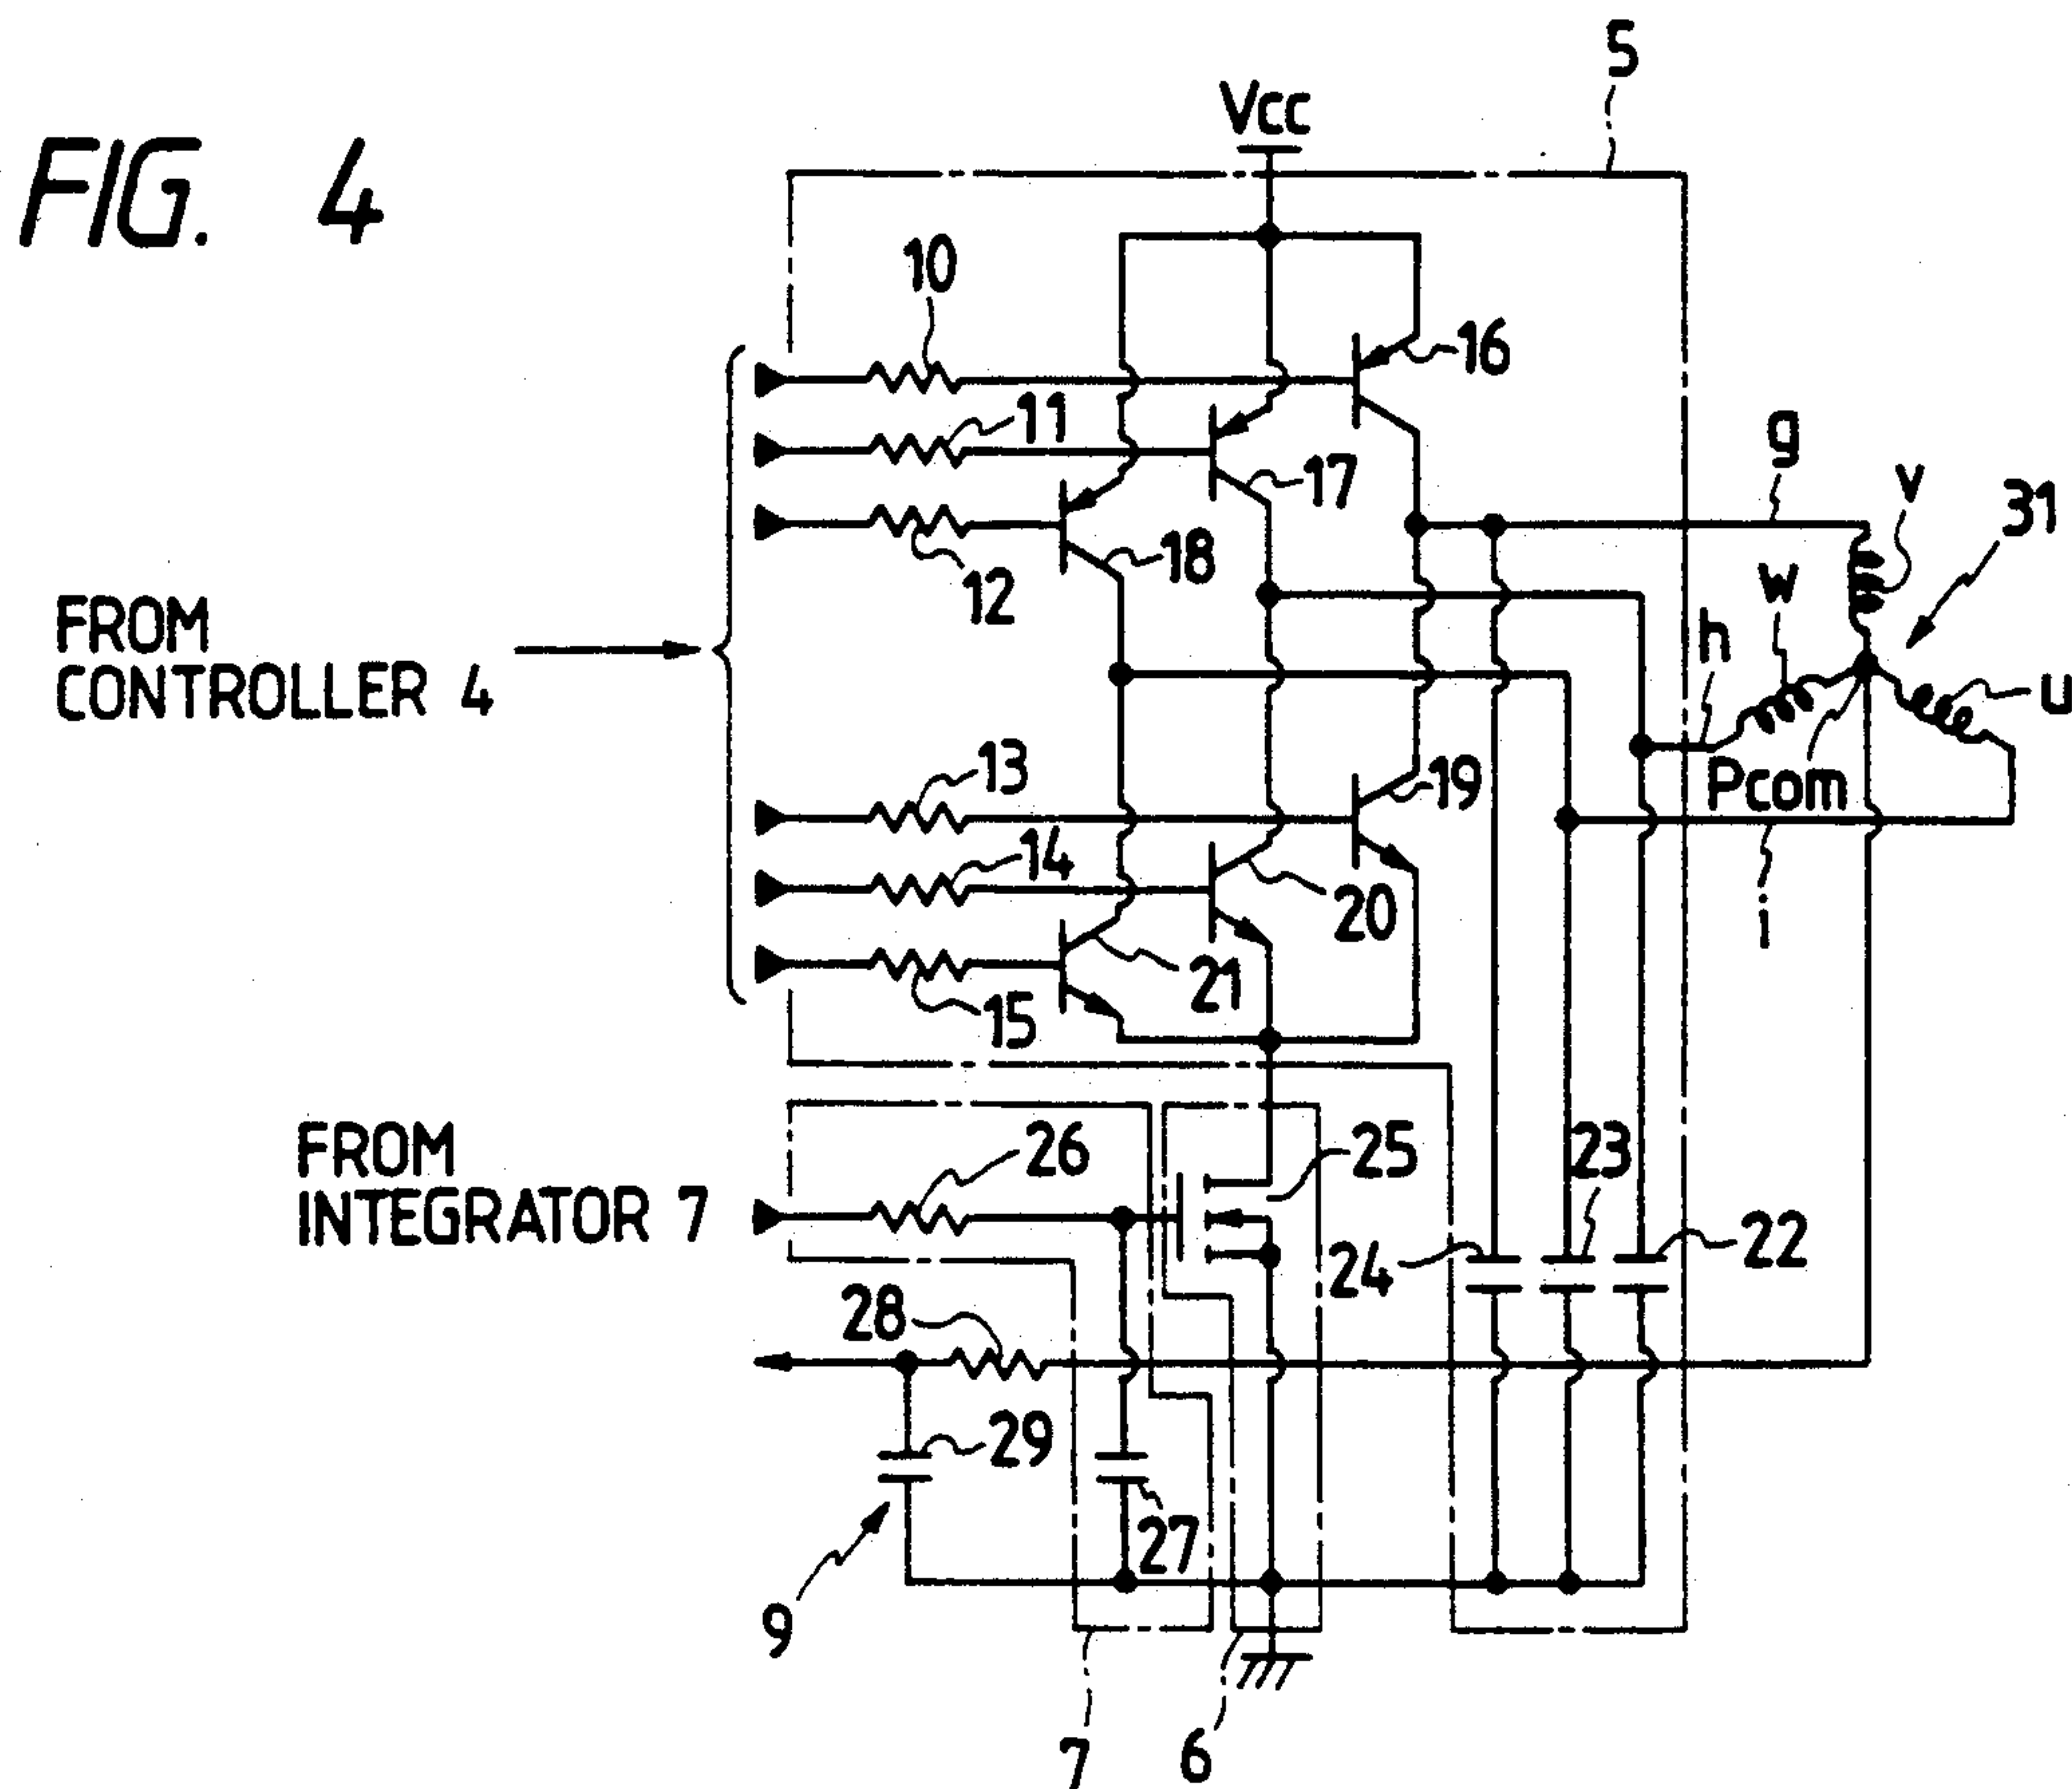 FIG. 4
5
Vcc
10
16
11
g
17
v
31
18
12
w
h
FROM
CONTROLLER 4
u
13
19
Pcom
14
20
i
21
15
FROM
INTEGRATOR 7
26
25
23
24
22
28
29
27
9
7
6